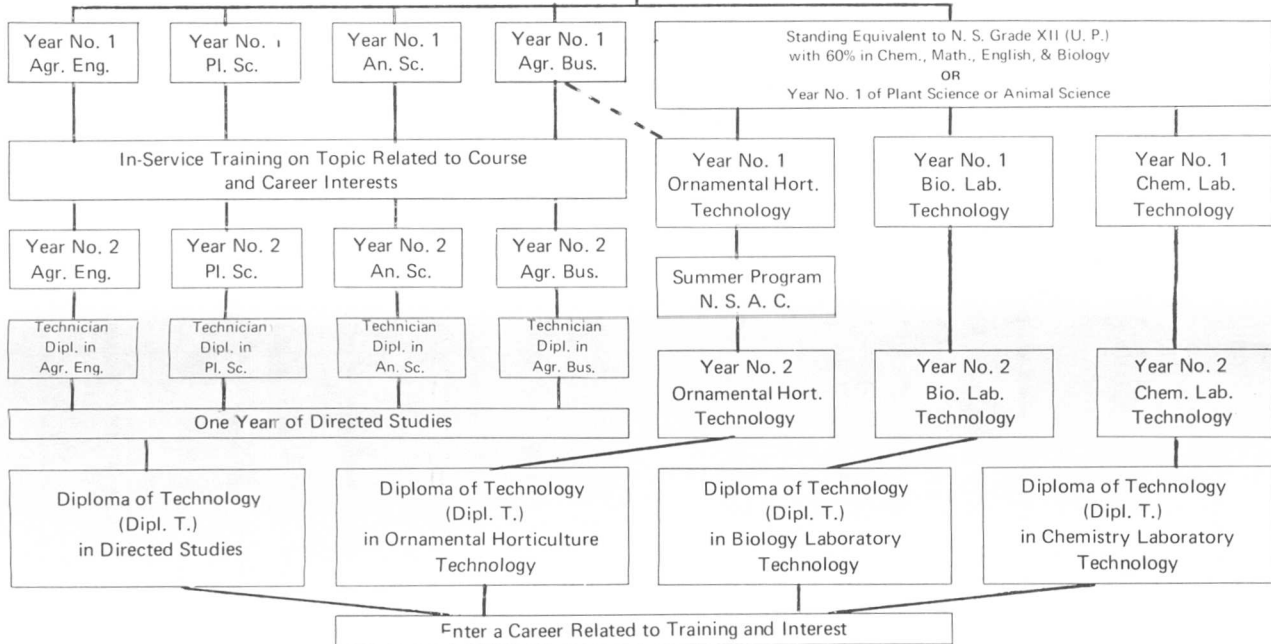 Year No. 1
Agr. Eng.
Year No. 1
Pl. Sc.
Year No. 1
An. Sc.
Year No. 1
Agr. Bus.
Standing Equivalent to N. S. Grade XII (U. P.)
with 60% in Chem., Math., English, & Biology
OR
Year No. 1 of Plant Science or Animal Science
In-Service Training on Topic Related to Course
and Career Interests
Year No. 1
Ornamental Hort.
Technology
Year No. 1
Bio. Lab.
Technology
Year No. 1
Chem. Lab.
Technology
Year No. 2
Agr. Eng.
Year No. 2
Pl. Sc.
Year No. 2
An. Sc.
Year No. 2
Agr. Bus.
Summer Program
N. S. A. C.
Technician
Dipl. in
Agr. Eng.
Technician
Dipl. in
Pl. Sc.
Technician
Dipl. in
An. Sc.
Technician
Dipl. in
Agr. Bus.
Year No. 2
Ornamental Hort.
Technology
Year No. 2
Bio. Lab.
Technology
Year No. 2
Chem. Lab.
Technology
One Year of Directed Studies
Diploma of Technology
(Dipl. T.)
in Directed Studies
Diploma of Technology
(Dipl. T.)
in Ornamental Horticulture
Technology
Diploma of Technology
(Dipl. T.)
in Biology Laboratory
Technology
Diploma of Technology
(Dipl. T.)
in Chemistry Laboratory
Technology
Enter a Career Related to Training and Interest